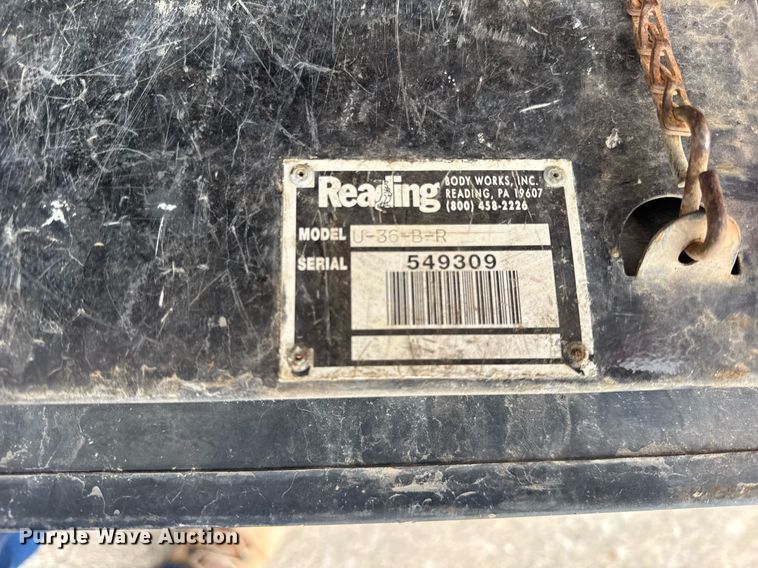 Reading
BODY WORKS, INC.
READING, PA 19607
(800) 458-2226
MODEL U-36-B-R
SERIAL 549309
Purple Wave Auction